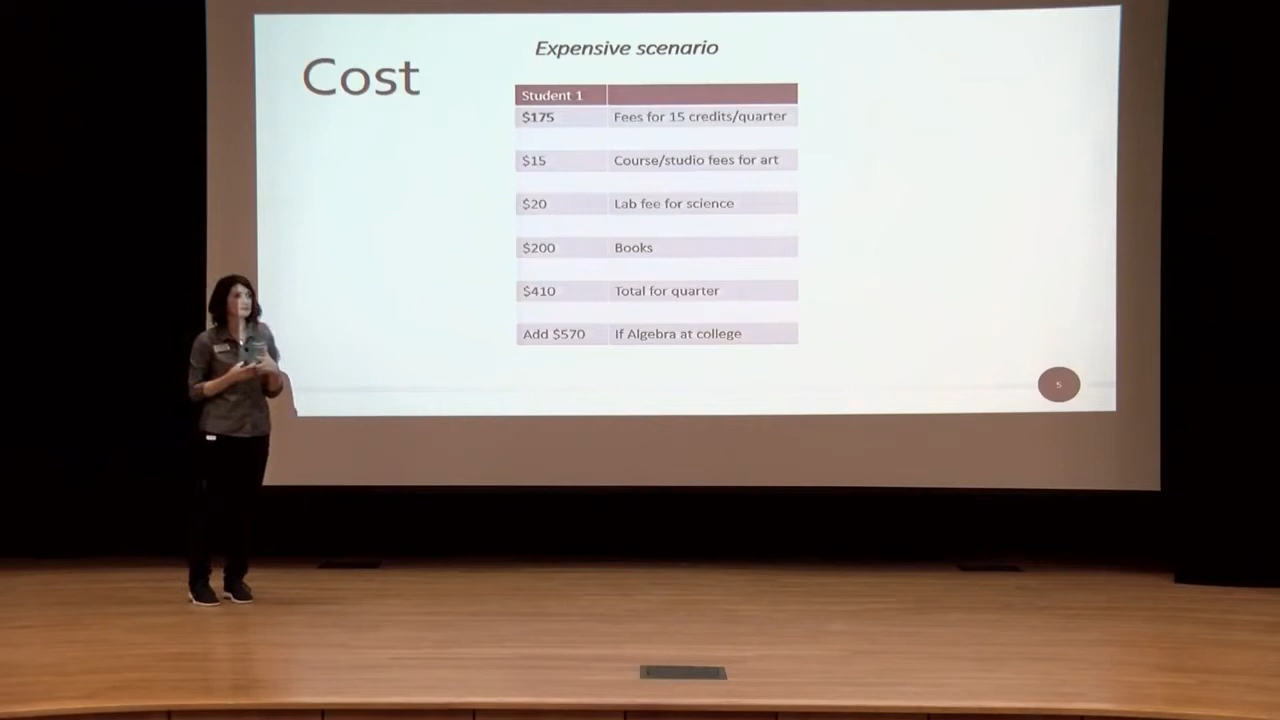 Cost
Expensive scenario
Student 1
$175 Fees for 15 credits/quarter
$15 Course/studio fees for art
$20 Lab fee for science
$200 Books
$410 Total for quarter
Add $570 If Algebra at college
5